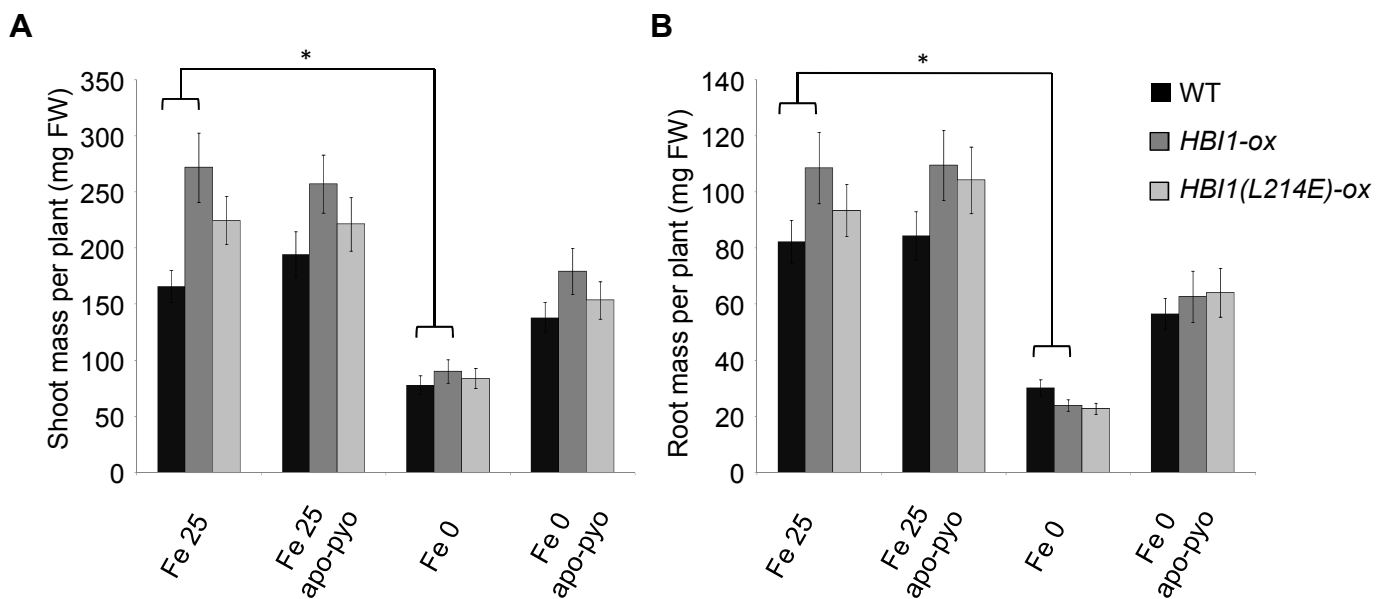 A
*
Shoot mass per plant (mg FW)
350
300
250
200
150
100
50
0
Fe 25
Fe 25
apo-pyo
Fe 0
Fe 0
apo-pyo
B
*
Root mass per plant (mg FW)
140
120
100
80
60
40
20
0
Fe 25
Fe 25
apo-pyo
Fe 0
Fe 0
apo-pyo
WT
HBI1-ox
HBI1(L214E)-ox